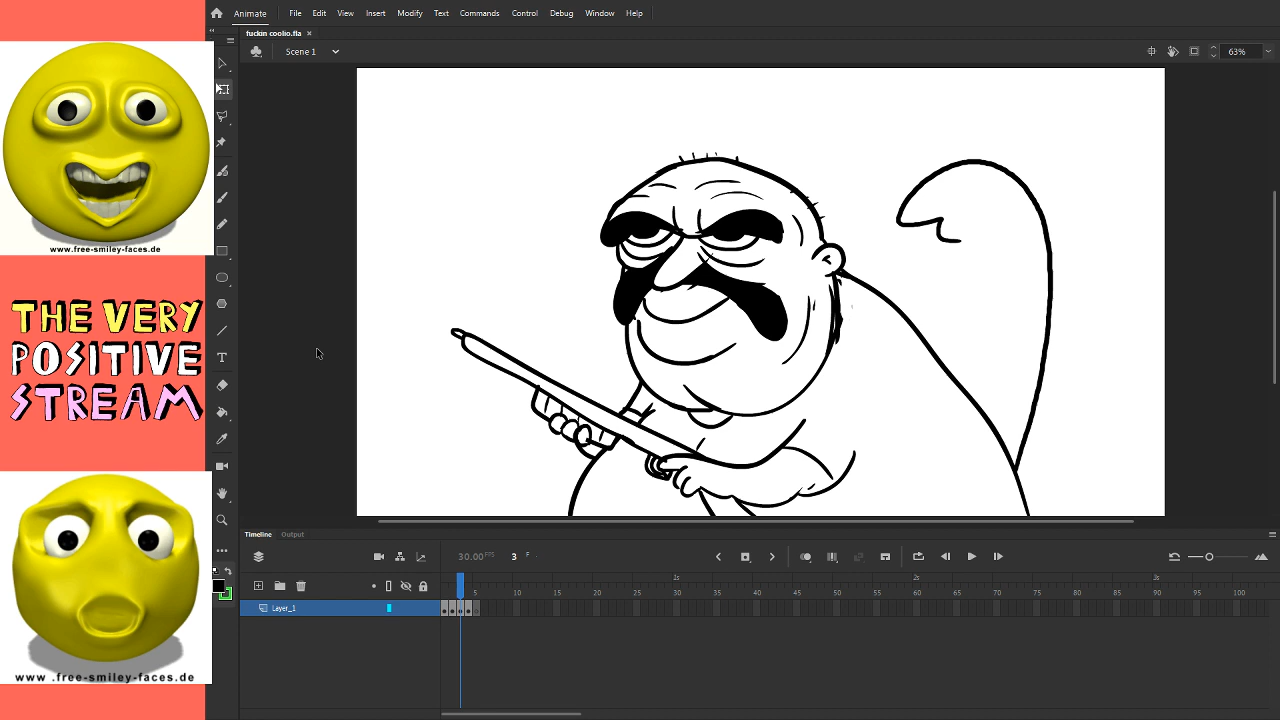 Animate File Edit View Insert Modify Text Commands Control Debug Window Help
fuckin coolio.fla ×
Scene 1
63%
www.free-smiley-faces.de
THE VERY
POSITIVE
STREAM
www .free-smiley-faces.de
Timeline Output
30.00 FPS 3 F
1s 2s 3s
5 10 15 20 25 30 35 40 45 50 55 60 65 70 75 80 85 90 95 100
Layer_1